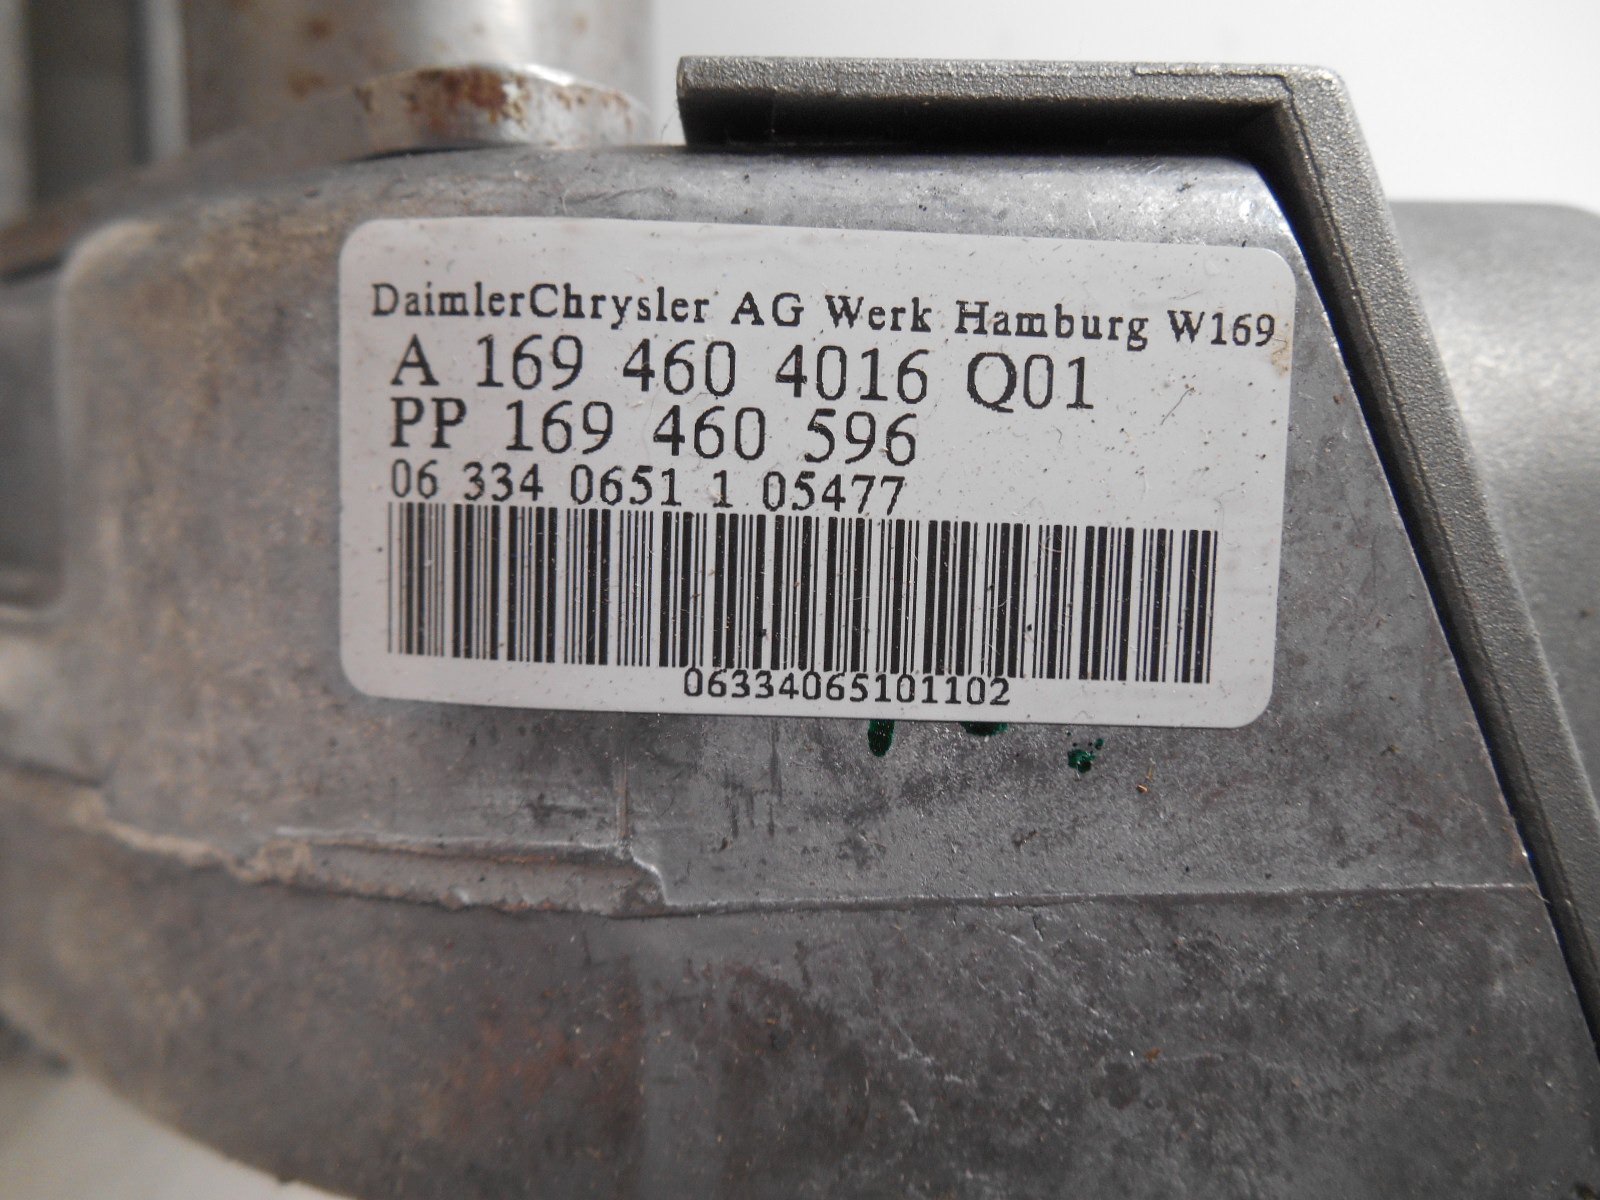 DaimlerChrysler AG Werk Hamburg W169
A 169 460 4016 Q01
PP 169 460 596
06 334 0651 1 05477
06334065101102